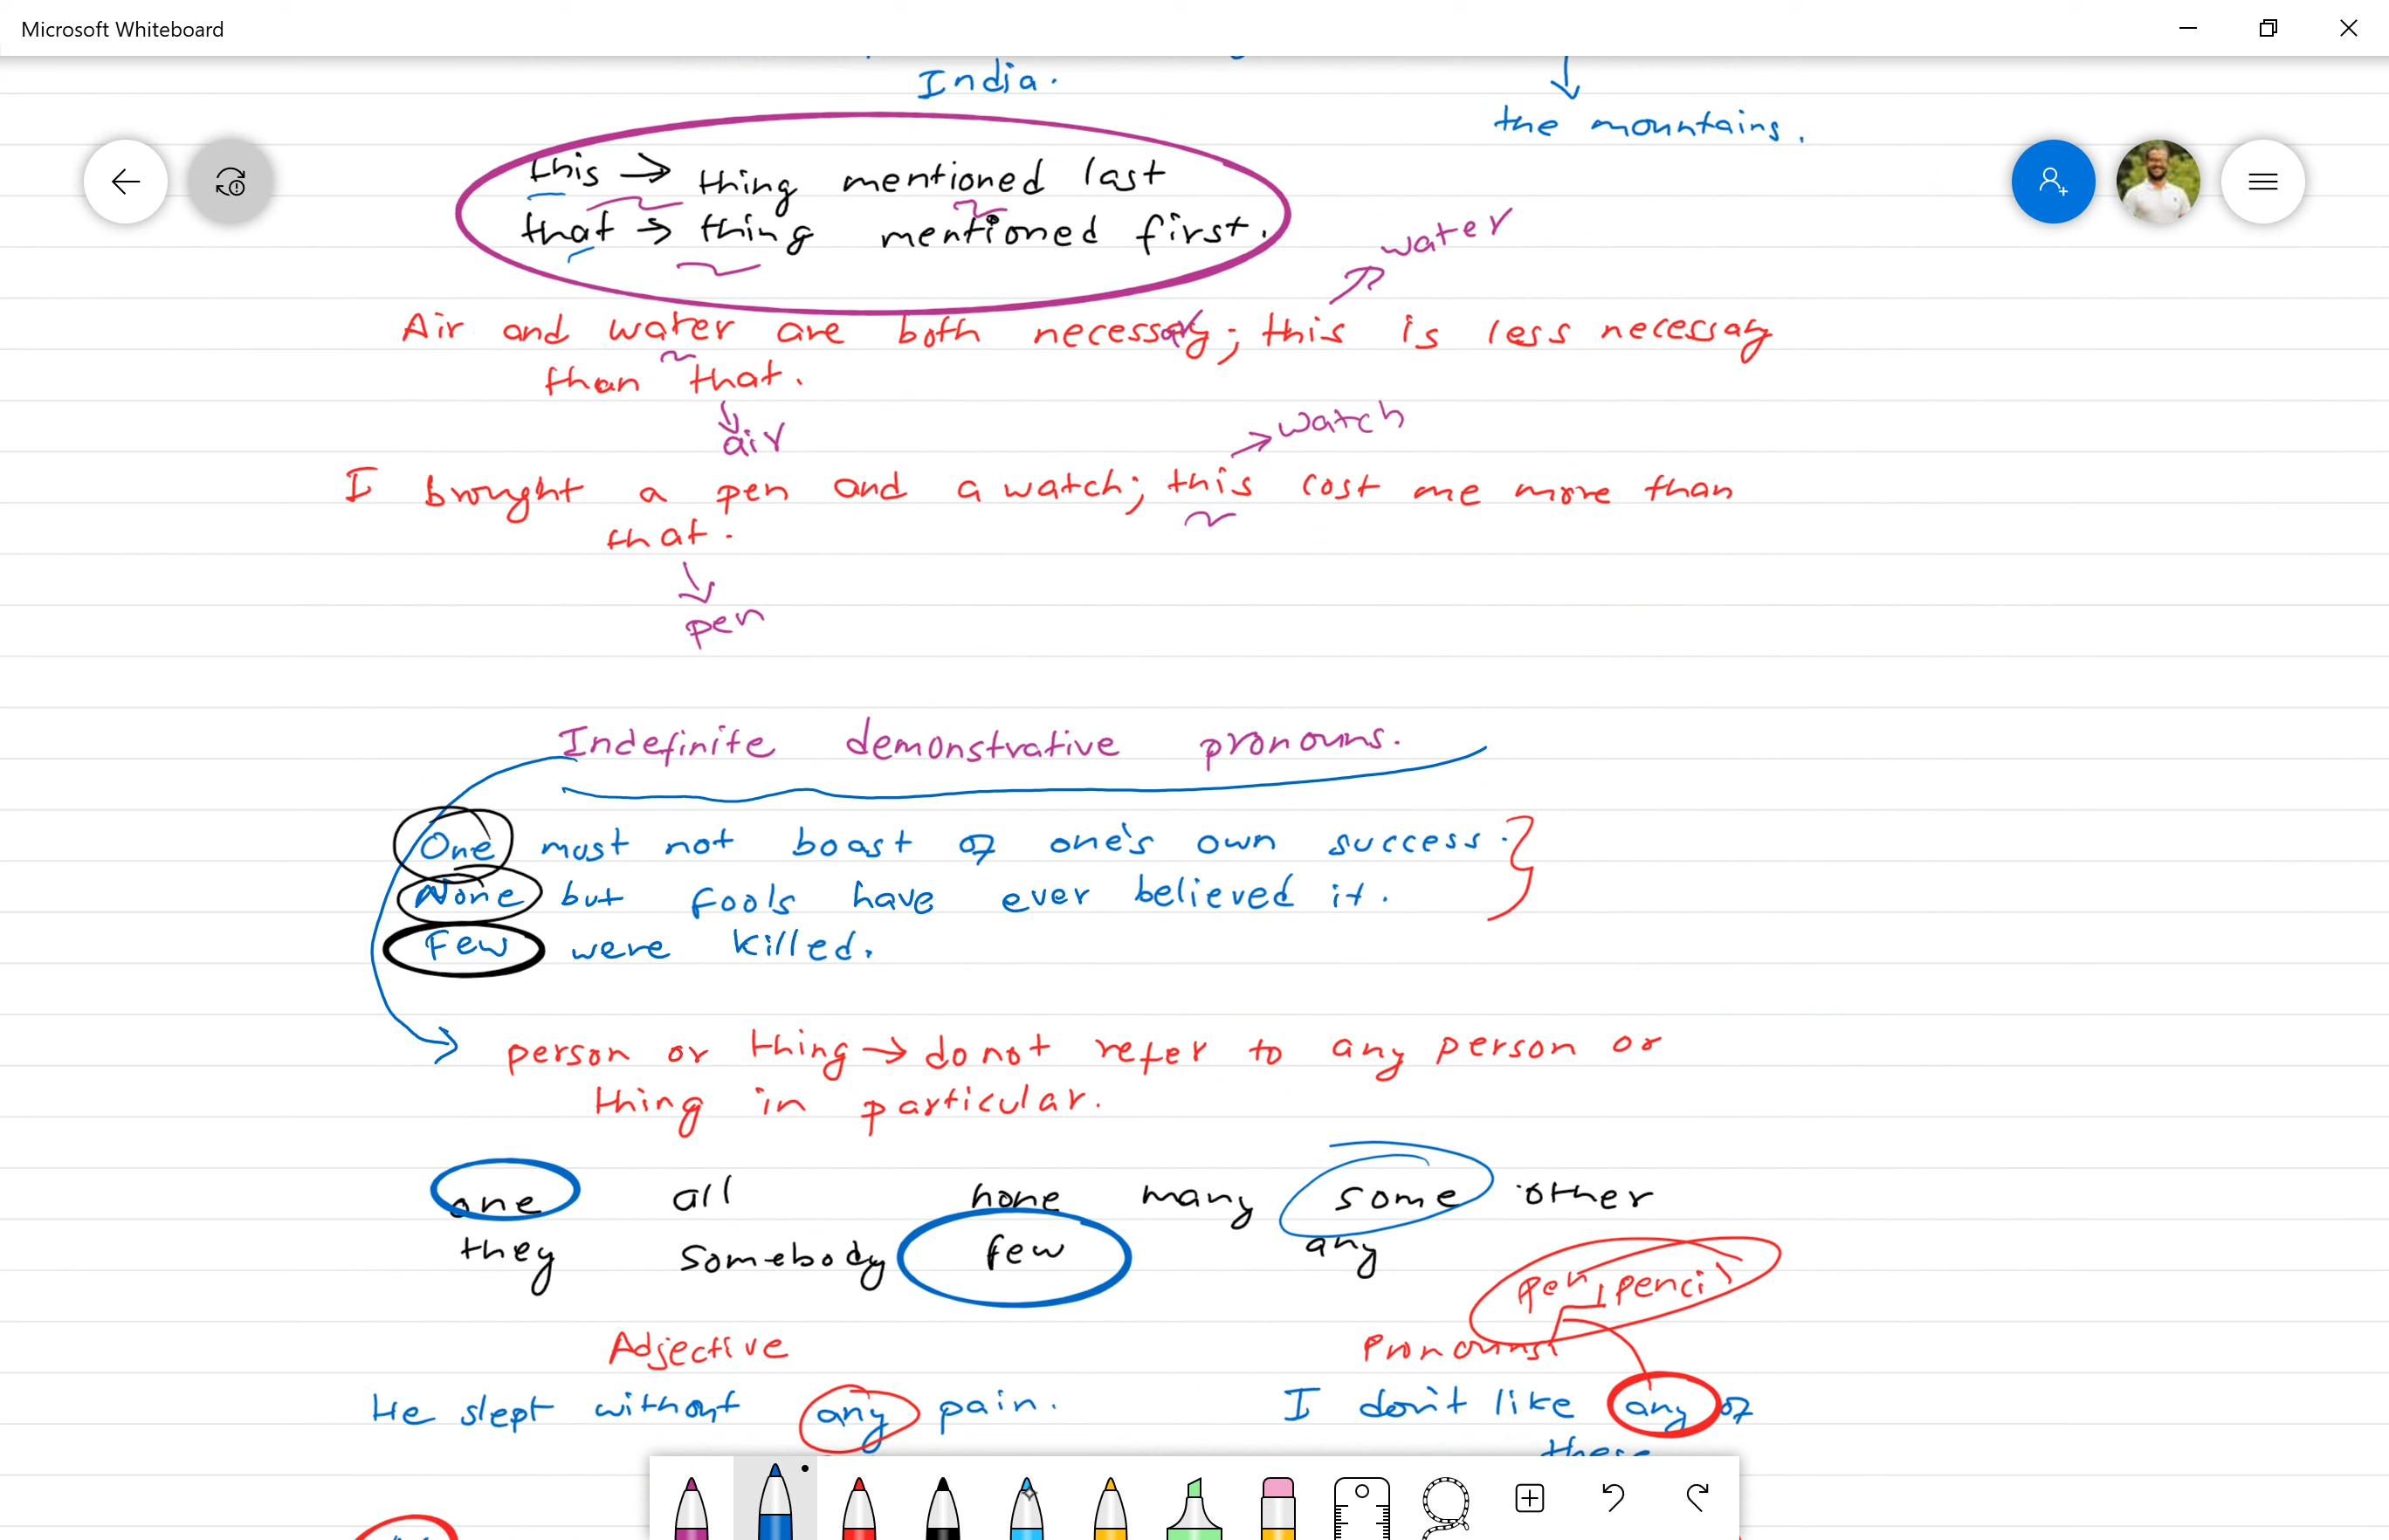 Microsoft Whiteboard
India.
the mountains.
this → thing mentioned last
that → thing mentioned first.
water
Air and water are both necessary; this is less necessary
than that.
air
watch
I brought a pen and a watch; this cost me more than
that.
pen
Indefinite demonstrative pronouns.
One must not boast of one's own success.
None but fools have ever believed it.
Few were killed.
person or thing → do not refer to any person or
thing in particular.
one all none many some other
they somebody few any
pen, pencil
Adjective Pronouns
He slept without any pain. I don't like any of
these